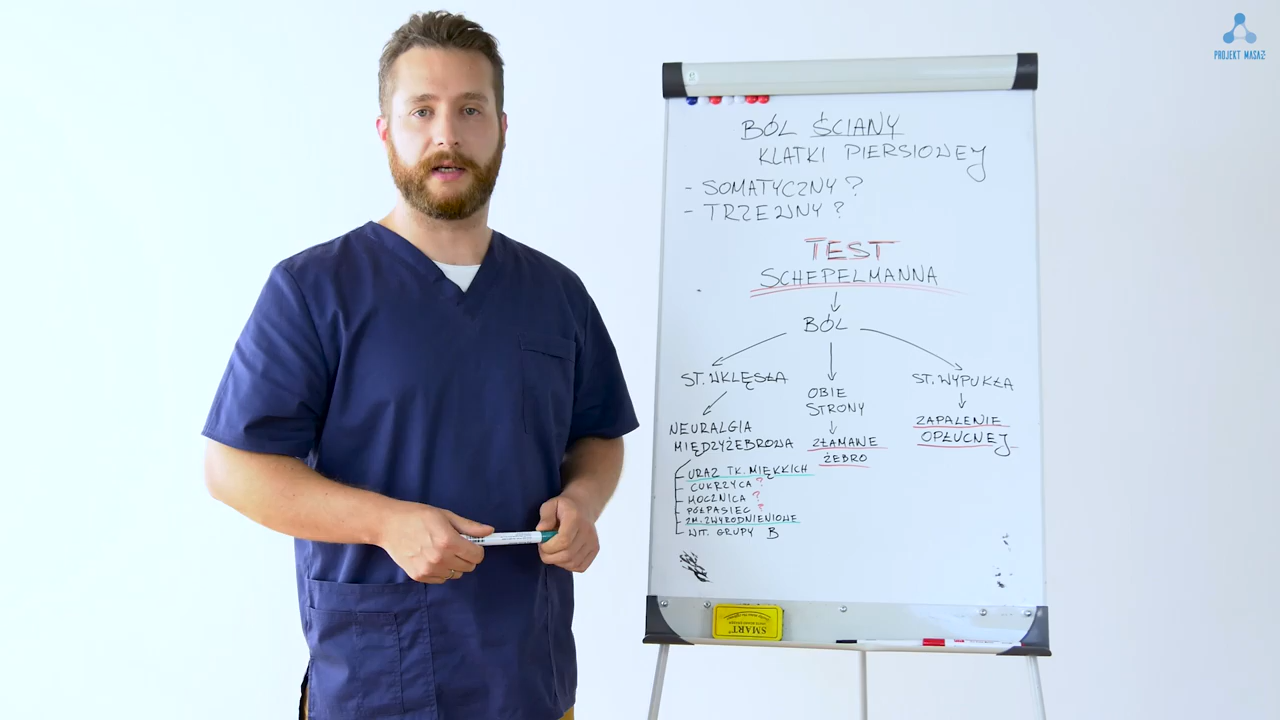 PROJEKT MASAŻ
BÓL ŚCIANY
KLATKI PIERSIOWEJ
- SOMATYCZNY?
- TRZEWNY?
TEST
SCHEPELMANNA
BÓL
ST. WKLĘSŁA
NEURALGIA
MIĘDZYŻEBROWA
URAZ TK. MIĘKKICH
CUKRZYCA ?
MOCZNICA ?
PÓŁPASIEC ?
ZM. ZWYRODNIENIOWE
WIT. GRUPY B
OBIE
STRONY
ZŁAMANE
ŻEBRO
ST. WYPUKŁA
ZAPALENIE
OPŁUCNEJ
SMART